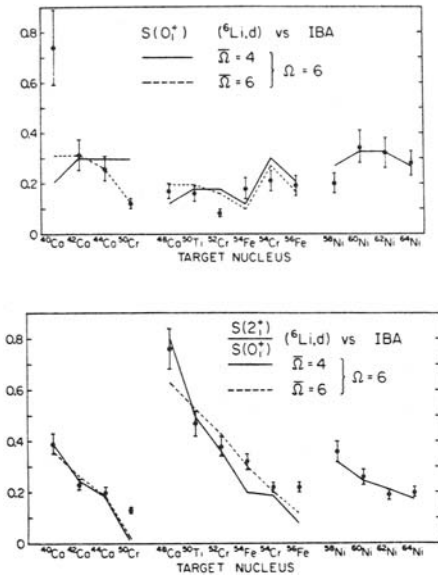 0.8
S(0₁⁺) (⁶Li,d) vs IBA
Ω̄ = 4
Ω̄ = 6
} Ω = 6
0.6
0.4
0.2
0
⁴⁰Ca ⁴²Ca ⁴⁴Ca ⁵⁰Cr ⁴⁸Ca ⁵⁰Ti ⁵²Cr ⁵⁴Fe ⁵⁴Cr ⁵⁶Fe ⁵⁸Ni ⁶⁰Ni ⁶²Ni ⁶⁴Ni
TARGET NUCLEUS
0.8
S(2₁⁺)
S(0₁⁺)
(⁶Li,d) vs IBA
Ω̄ = 4
Ω̄ = 6
} Ω = 6
0.6
0.4
0.2
0
⁴⁰Ca ⁴²Ca ⁴⁴Ca ⁵⁰Cr ⁴⁸Ca ⁵⁰Ti ⁵²Cr ⁵⁴Fe ⁵⁴Cr ⁵⁶Fe ⁵⁸Ni ⁶⁰Ni ⁶²Ni ⁶⁴Ni
TARGET NUCLEUS